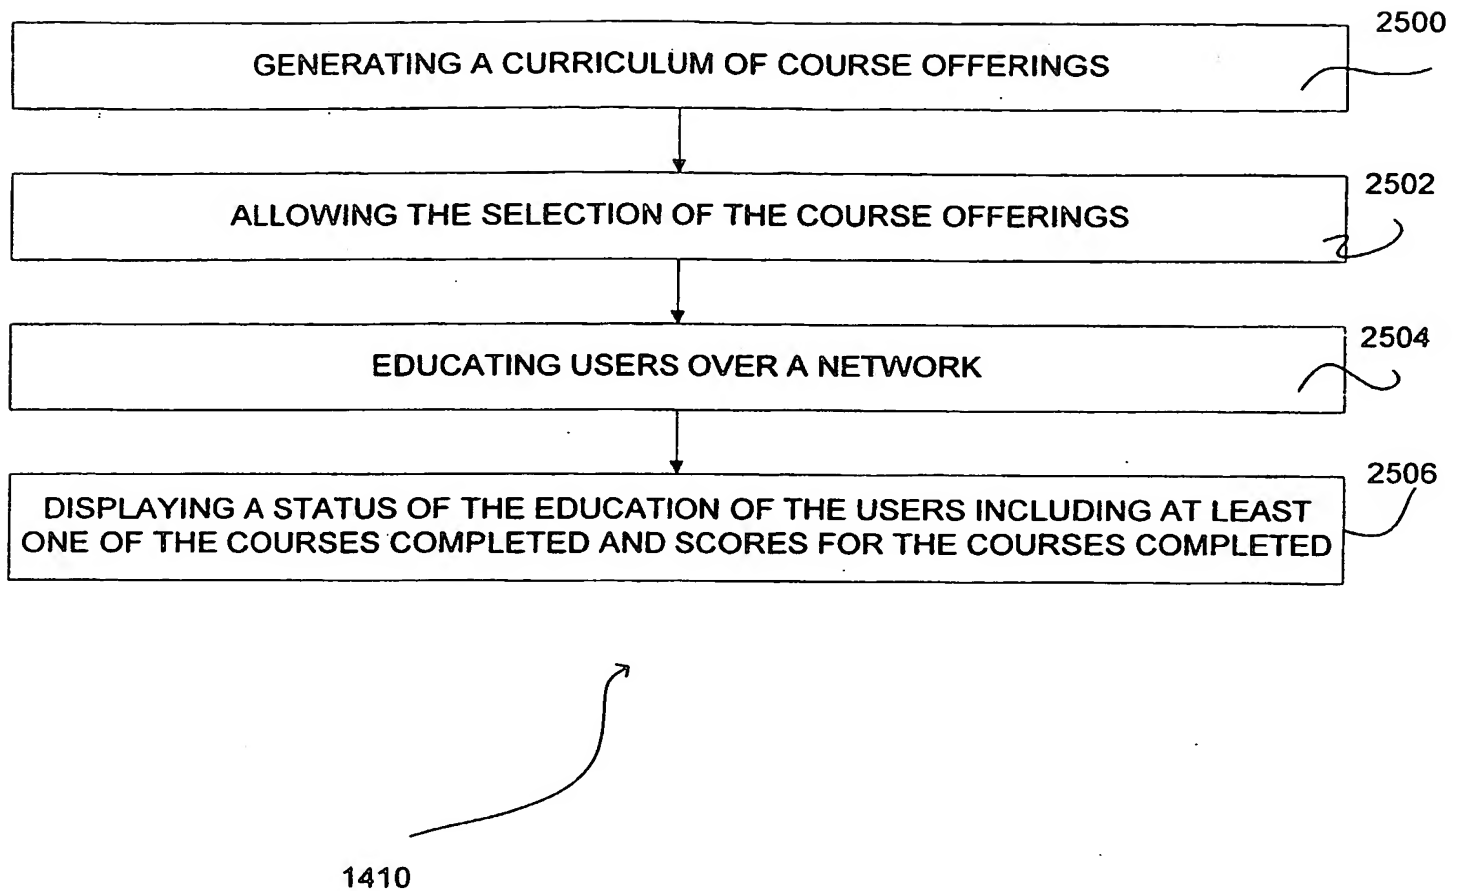 2500
GENERATING A CURRICULUM OF COURSE OFFERINGS
2502
ALLOWING THE SELECTION OF THE COURSE OFFERINGS
2504
EDUCATING USERS OVER A NETWORK
2506
DISPLAYING A STATUS OF THE EDUCATION OF THE USERS INCLUDING AT LEAST
ONE OF THE COURSES COMPLETED AND SCORES FOR THE COURSES COMPLETED
1410